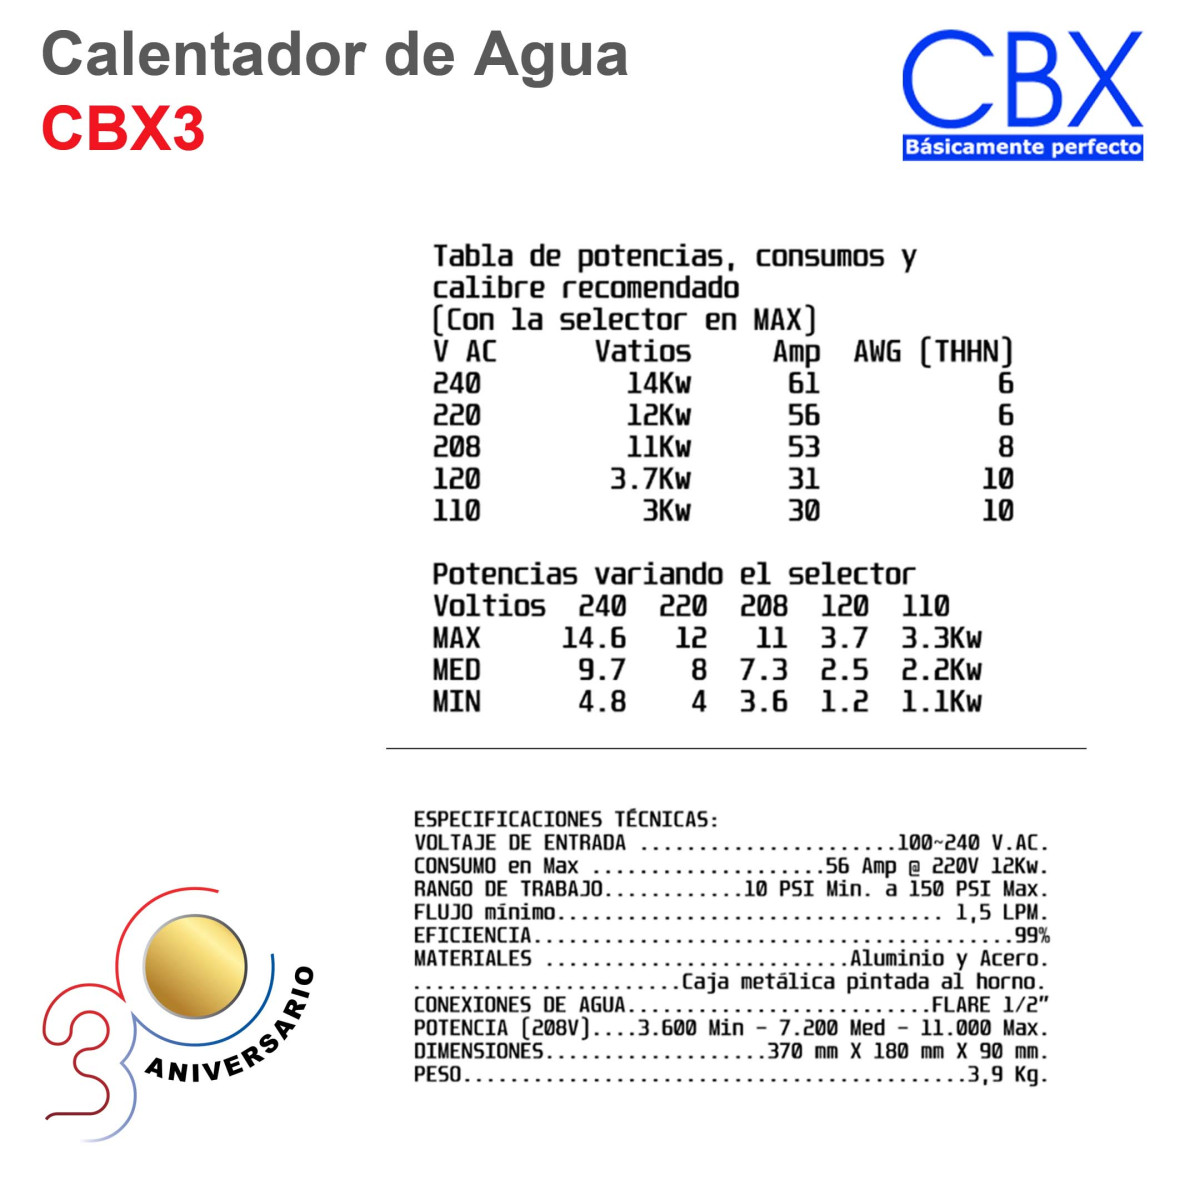 Calentador de Agua
CBX3
CBX
Básicamente perfecto
Tabla de potencias, consumos y
calibre recomendado
(Con la selector en MAX)
V AC Vatios Amp AWG (THHN)
240 14Kw 61 6
220 12Kw 56 6
208 11Kw 53 8
120 3.7Kw 31 10
110 3Kw 30 10
Potencias variando el selector
Voltios 240 220 208 120 110
MAX 14.6 12 11 3.7 3.3Kw
MED 9.7 8 7.3 2.5 2.2Kw
MIN 4.8 4 3.6 1.2 1.1Kw
ESPECIFICACIONES TÉCNICAS:
VOLTAJE DE ENTRADA ......................100~240 V.AC.
CONSUMO en Max ....................56 Amp @ 220V 12Kw.
RANGO DE TRABAJO............10 PSI Min. a 150 PSI Max.
FLUJO mínimo................................. 1,5 LPM.
EFICIENCIA.........................................99%
MATERIALES ..........................Aluminio y Acero.
.......................Caja metálica pintada al horno.
CONEXIONES DE AGUA..........................FLARE 1/2"
POTENCIA (208V)....3.600 Min - 7.200 Med - 11.000 Max.
DIMENSIONES...................370 mm X 180 mm X 90 mm.
PESO...........................................3,9 Kg.
30
ANIVERSARIO